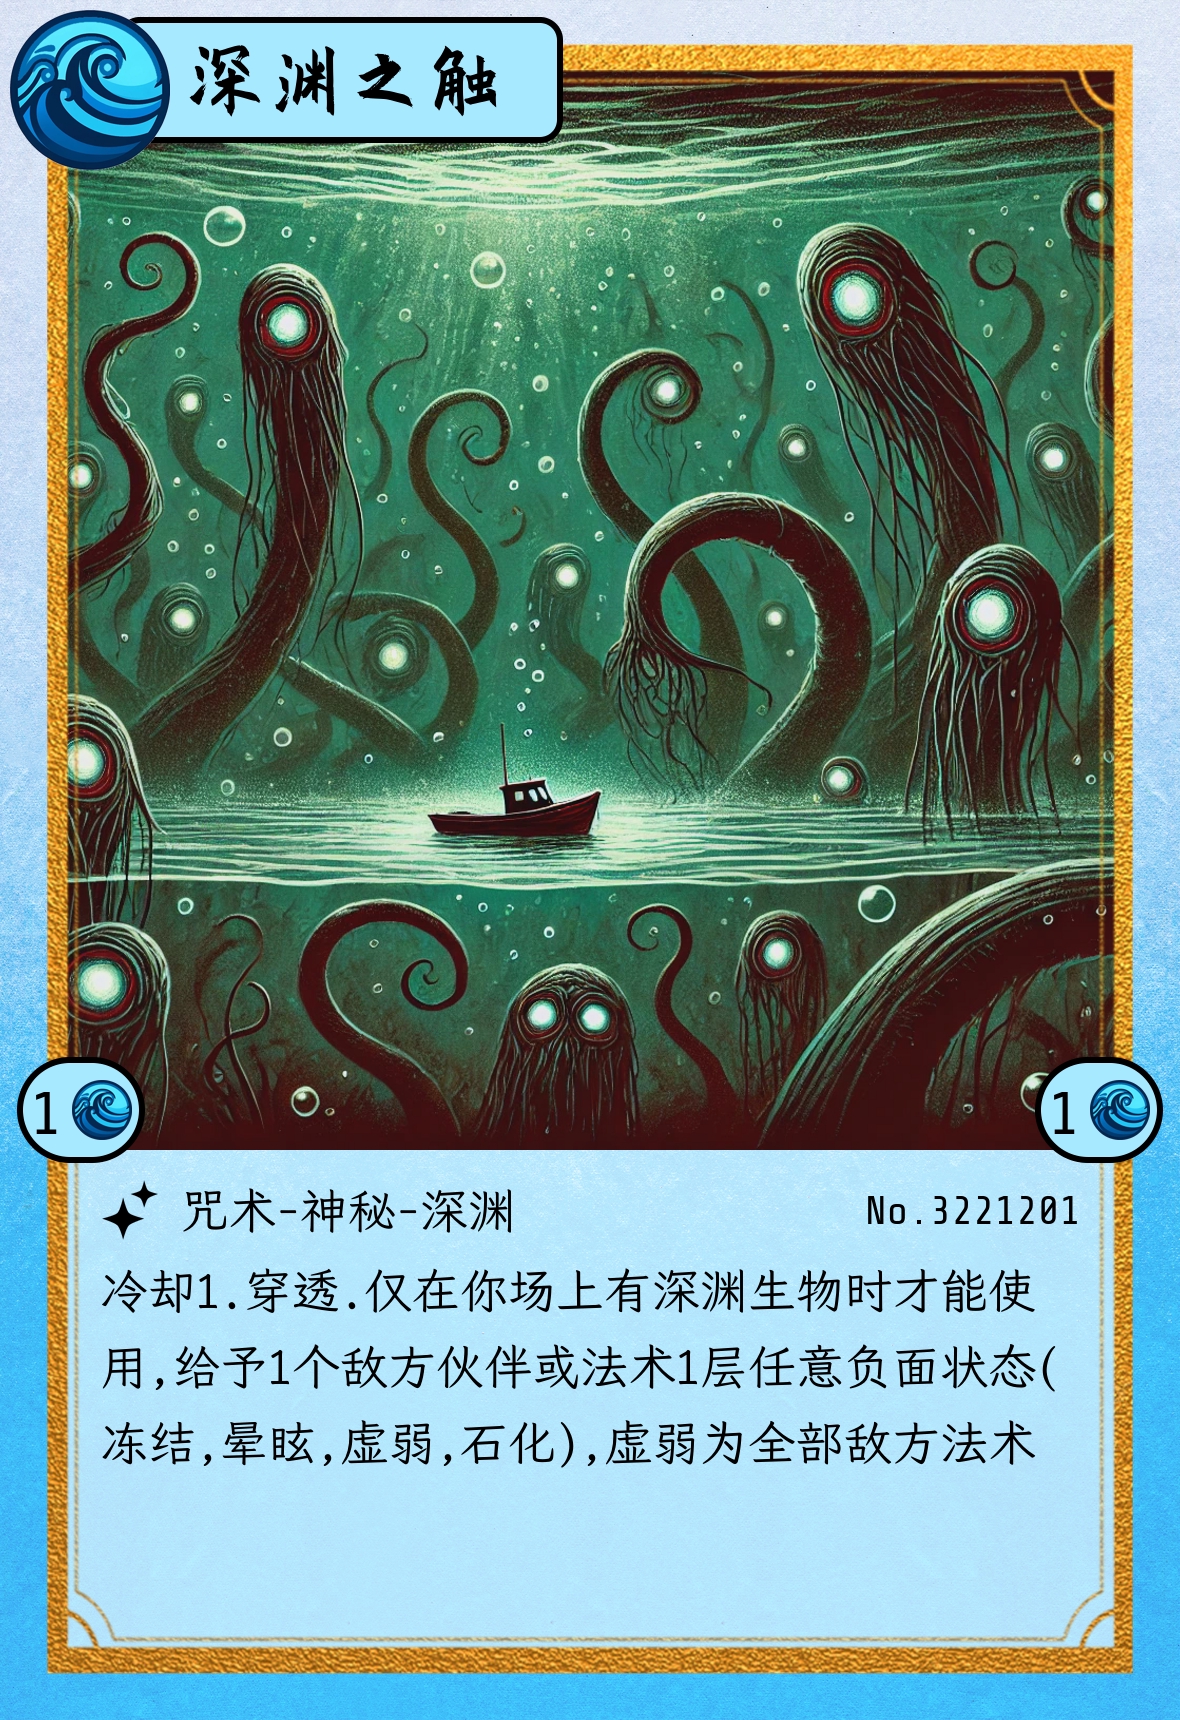 深渊之触
1
1
咒术-神秘-深渊
No.3221201
冷却1.穿透.仅在你场上有深渊生物时才能使
用,给予1个敌方伙伴或法术1层任意负面状态(
冻结,晕眩,虚弱,石化),虚弱为全部敌方法术